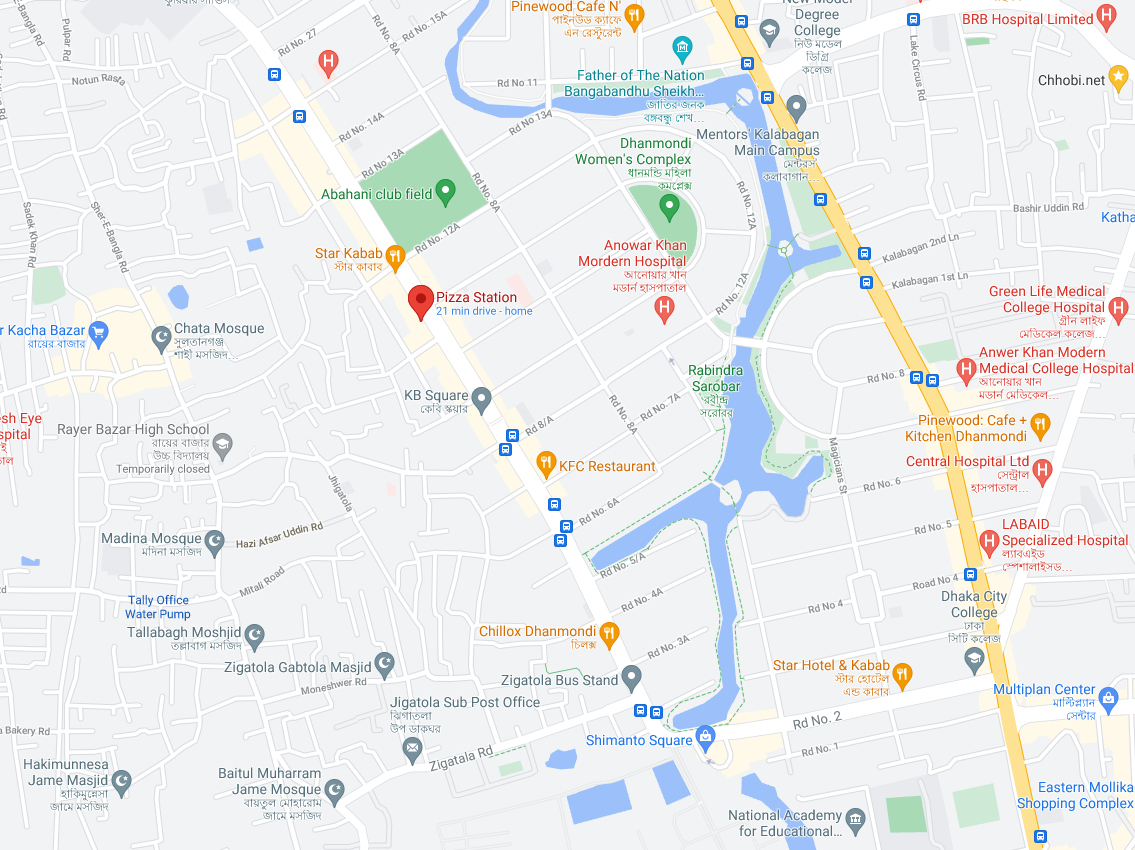 Rd No. 27
Rd No. 15A
Rd No. 8A
Pulpar Rd
Notun Rasta
Pinewood Cafe N'
পাইনউড ক্যাফে
এন রেস্টুরেন্ট
New Model
Degree
College
নিউ মডেল
ডিগ্রি
কলেজ
BRB Hospital Limited
Lake Circus Rd
Chhobi.net
Rd No 11
Father of The Nation
Bangabandhu Sheikh...
জাতির জনক
বঙ্গবন্ধু শেখ...
Rd No. 14A
Rd No. 13A
Rd No. 13A
Mentors' Kalabagan
Main Campus
মেন্টরস
কলাবাগান...
Dhanmondi
Women's Complex
ধানমন্ডি মহিলা
কমপ্লেক্স
Abahani club field
Rd No. 8A
Rd No. 12A
Rd No. 12A
Sadek Khan Rd
Sher-E-Bangla Rd
Bashir Uddin Rd
Katha
Star Kabab
স্টার কাবাব
Kalabagan 2nd Ln
Kalabagan 1st Ln
Anowar Khan
Mordern Hospital
আনোয়ার খান
মডার্ন হাসপাতাল
Rd No. 12A
Pizza Station
21 min drive - home
Green Life Medical
College Hospital
গ্রীন লাইফ
মেডিকেল কলেজ...
r Kacha Bazar
রায়ের বাজার
Chata Mosque
সুলতানগঞ্জ
শাহী মসজিদ...
Anwer Khan Modern
Medical College Hospital
আনোয়ার খান
মডার্ন মেডিকেল...
Rd No. 8
Rabindra
Sarobar
রবীন্দ্র
সরোবর
KB Square
কেবি স্কয়ার
Rd No. 7A
Rd No. 8A
Rd No. 8/A
esh Eye
spital
Rayer Bazar High School
রায়ের বাজার
উচ্চ বিদ্যালয়
Temporarily closed
Pinewood: Cafe +
Kitchen Dhanmondi
KFC Restaurant
Magicians St
Central Hospital Ltd
সেন্ট্রাল
হাসপাতাল...
Jhigatola
Rd No. 6
Rd No. 6A
Rd No. 5
LABAID
Specialized Hospital
ল্যাবএইড
স্পেশালাইসড...
Madina Mosque
মদিনা মসজিদ
Hazi Afsar Uddin Rd
Rd No. 5/A
Mitali Road
Road No 4
Rd No 4
Rd No. 4A
Dhaka City
College
ঢাকা
সিটি কলেজ
Tally Office
Water Pump
Tallabagh Moshjid
তল্লাবাগ মসজিদ
Chillox Dhanmondi
চিলক্স
Rd No. 3A
Zigatola Gabtola Masjid
Moneshwer Rd
Zigatola Bus Stand
Star Hotel & Kabab
স্টার হোটেল
এন্ড কাবাব
Jigatola Sub Post Office
ঝিগাতলা
উপ ডাকঘর
Multiplan Center
মাল্টিপ্ল্যান
সেন্টার
Rd No. 2
a Bakery Rd
Shimanto Square
Rd No. 1
Zigatala Rd
Hakimunnesa
Jame Masjid
হাকিমুন্নেসা
জামে মসজিদ
Baitul Muharram
Jame Mosque
বায়তুল মোহারোম
জামে মসজিদ
Eastern Mollika
Shopping Complex
National Academy
for Educational...